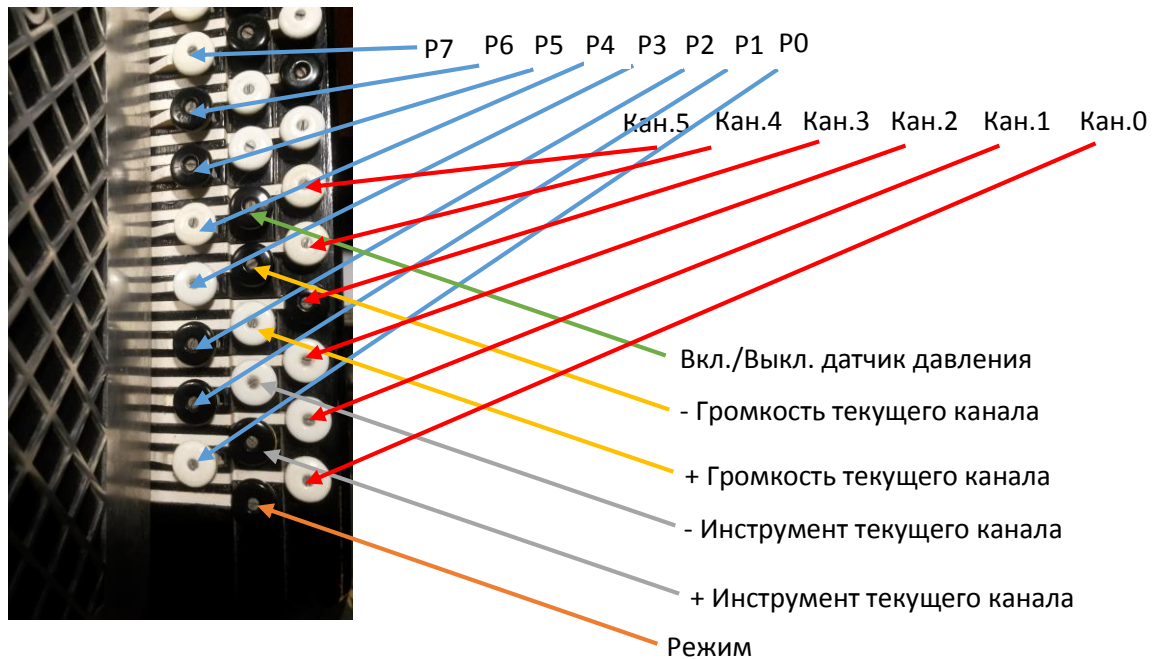 P7 P6 P5 P4 P3 P2 P1 P0
Кан.5 Кан.4 Кан.3 Кан.2 Кан.1 Кан.0
Вкл./Выкл. датчик давления
- Громкость текущего канала
+ Громкость текущего канала
- Инструмент текущего канала
+ Инструмент текущего канала
Режим